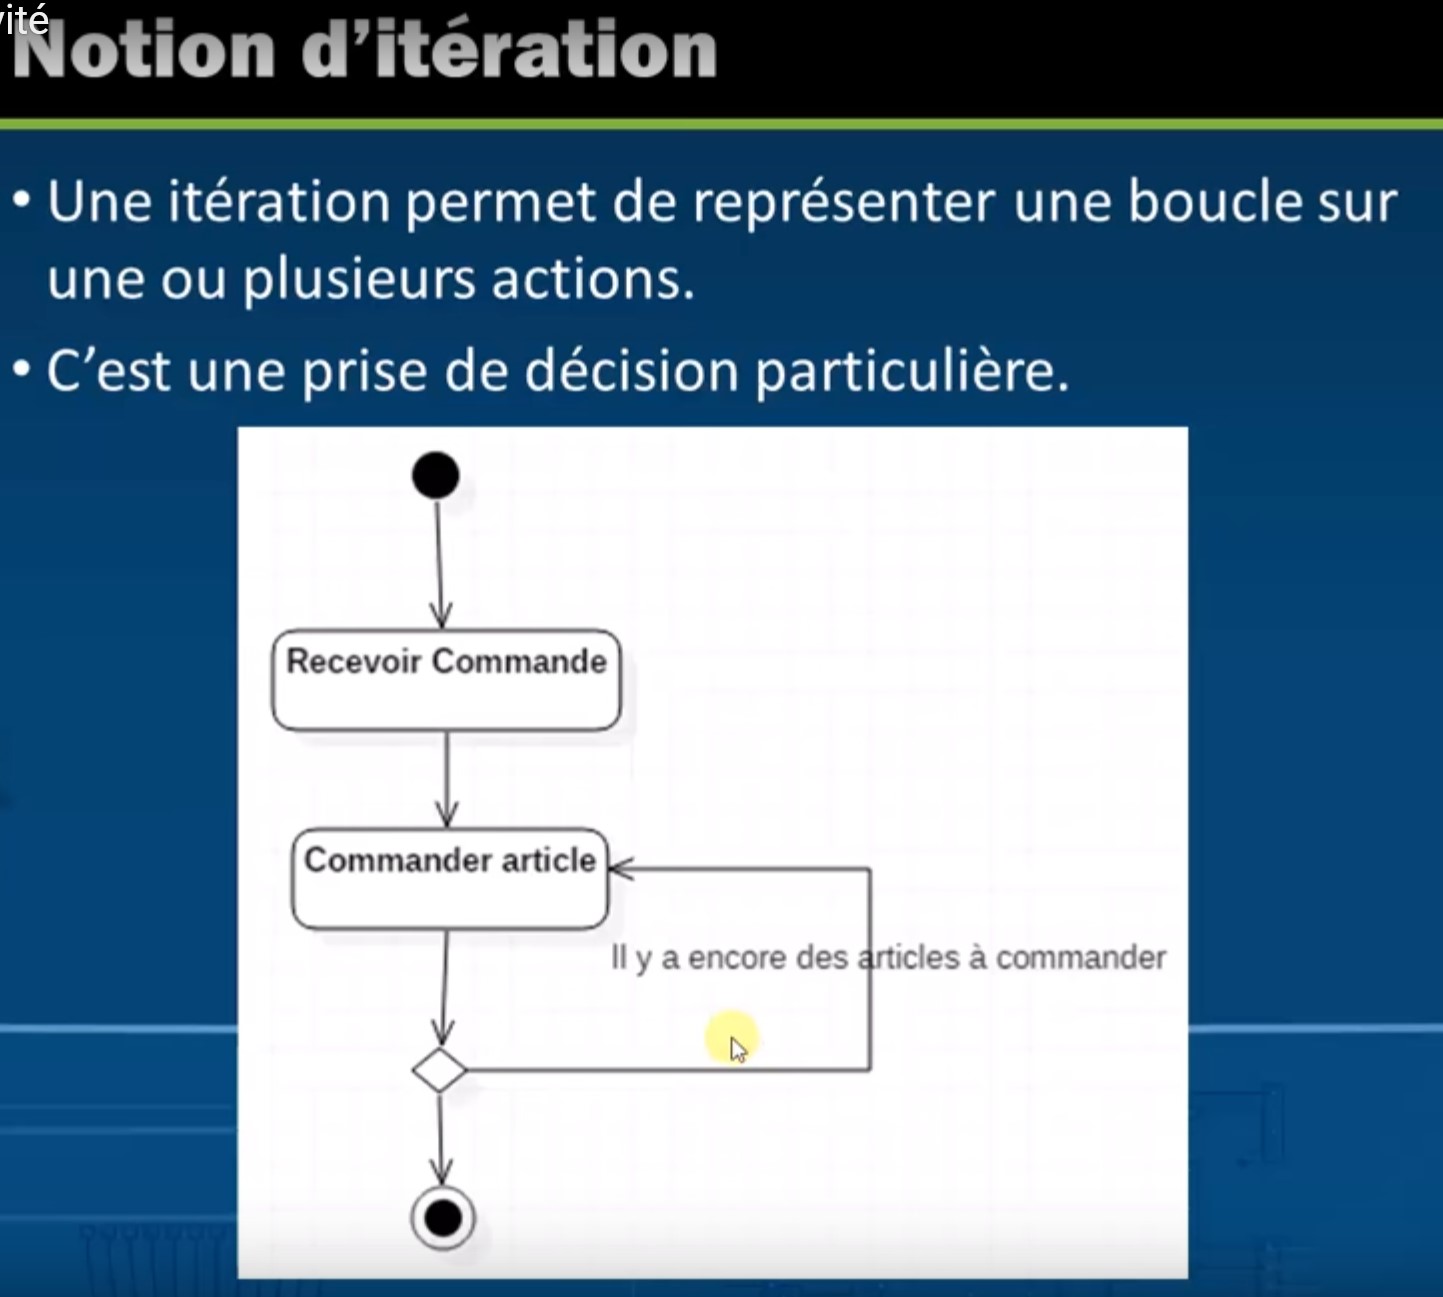 Notion d'itération
• Une itération permet de représenter une boucle sur
une ou plusieurs actions.
• C'est une prise de décision particulière.
Recevoir Commande
Commander article
Il y a encore des articles à commander